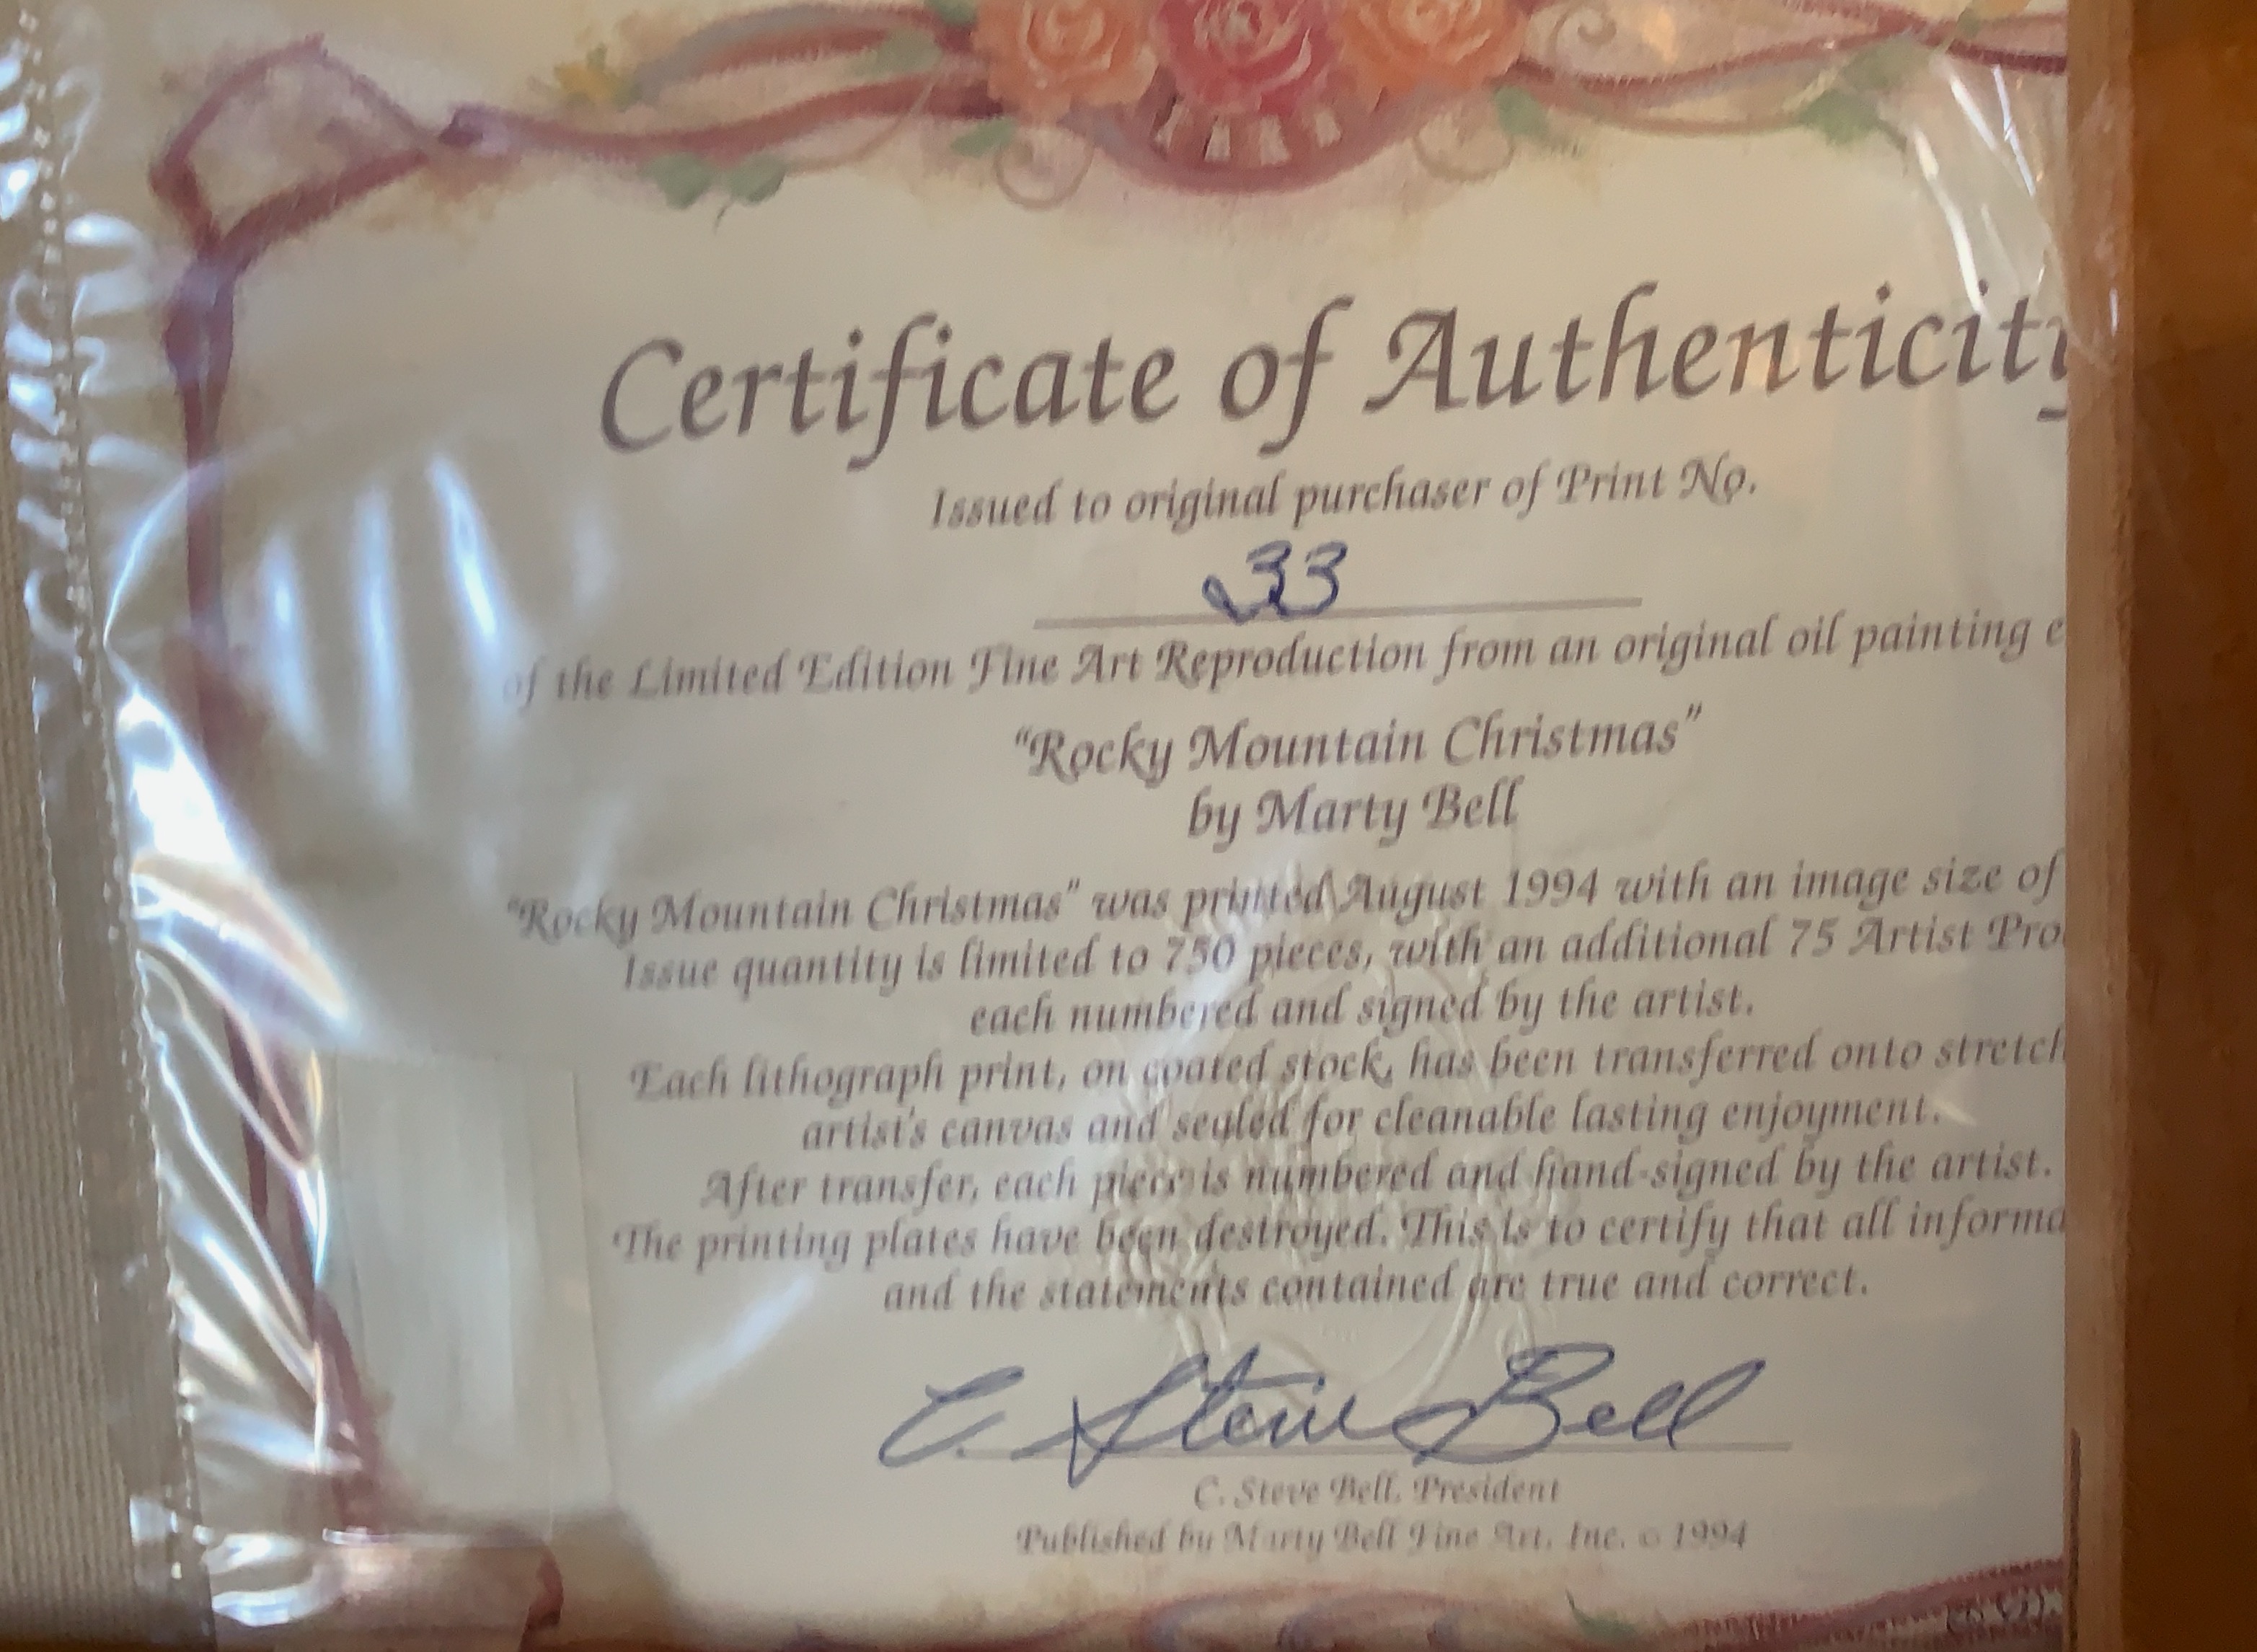 Certificate of Authenticity
Issued to original purchaser of Print No.
33
of the Limited Edition Fine Art Reproduction from an original oil painting e
"Rocky Mountain Christmas"
by Marty Bell
"Rocky Mountain Christmas" was printed August 1994 with an image size of
Issue quantity is limited to 750 pieces, with an additional 75 Artist Pro
each numbered and signed by the artist.
Each lithograph print, on coated stock, has been transferred onto stretch
artist's canvas and sealed for cleanable lasting enjoyment.
After transfer, each piece is numbered and hand-signed by the artist.
The printing plates have been destroyed. This is to certify that all informa
and the statements contained are true and correct.
C. Steve Bell
C. Steve Bell, President
Published by Marty Bell Fine Art, Inc. © 1994